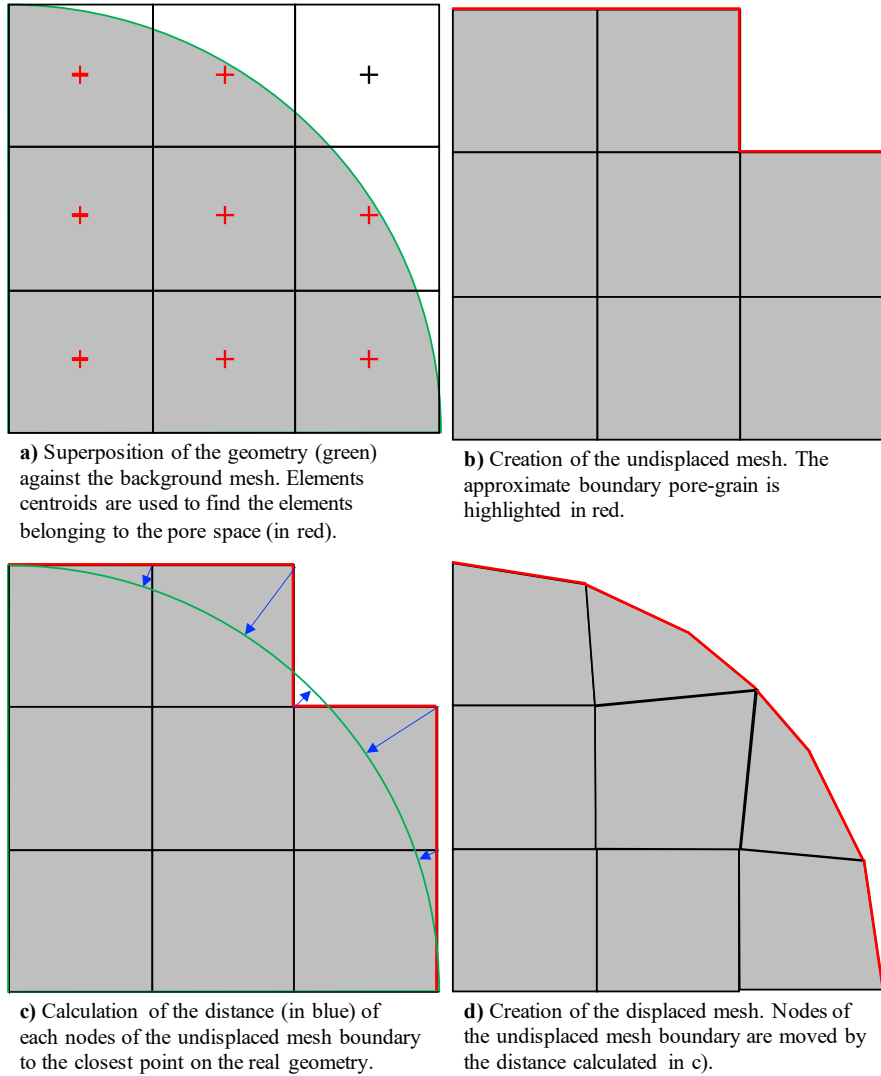 a) Superposition of the geometry (green)
against the background mesh. Elements
centroids are used to find the elements
belonging to the pore space (in red).
b) Creation of the undisplaced mesh. The
approximate boundary pore-grain is
highlighted in red.
c) Calculation of the distance (in blue) of
each nodes of the undisplaced mesh boundary
to the closest point on the real geometry.
d) Creation of the displaced mesh. Nodes of
the undisplaced mesh boundary are moved by
the distance calculated in c).